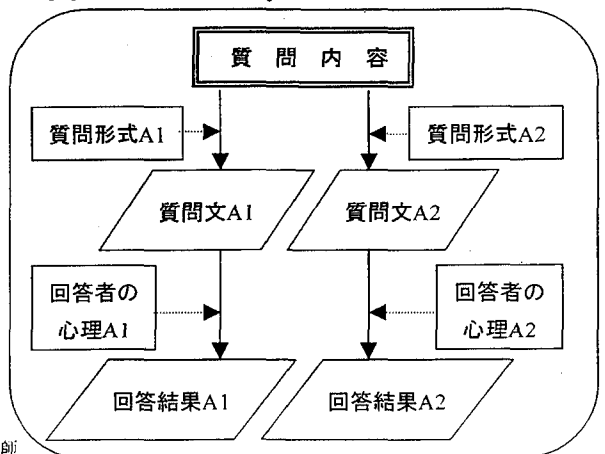 質問内容
質問形式A1
質問形式A2
質問文A1
質問文A2
回答者の
心理A1
回答者の
心理A2
回答結果A1
回答結果A2
師